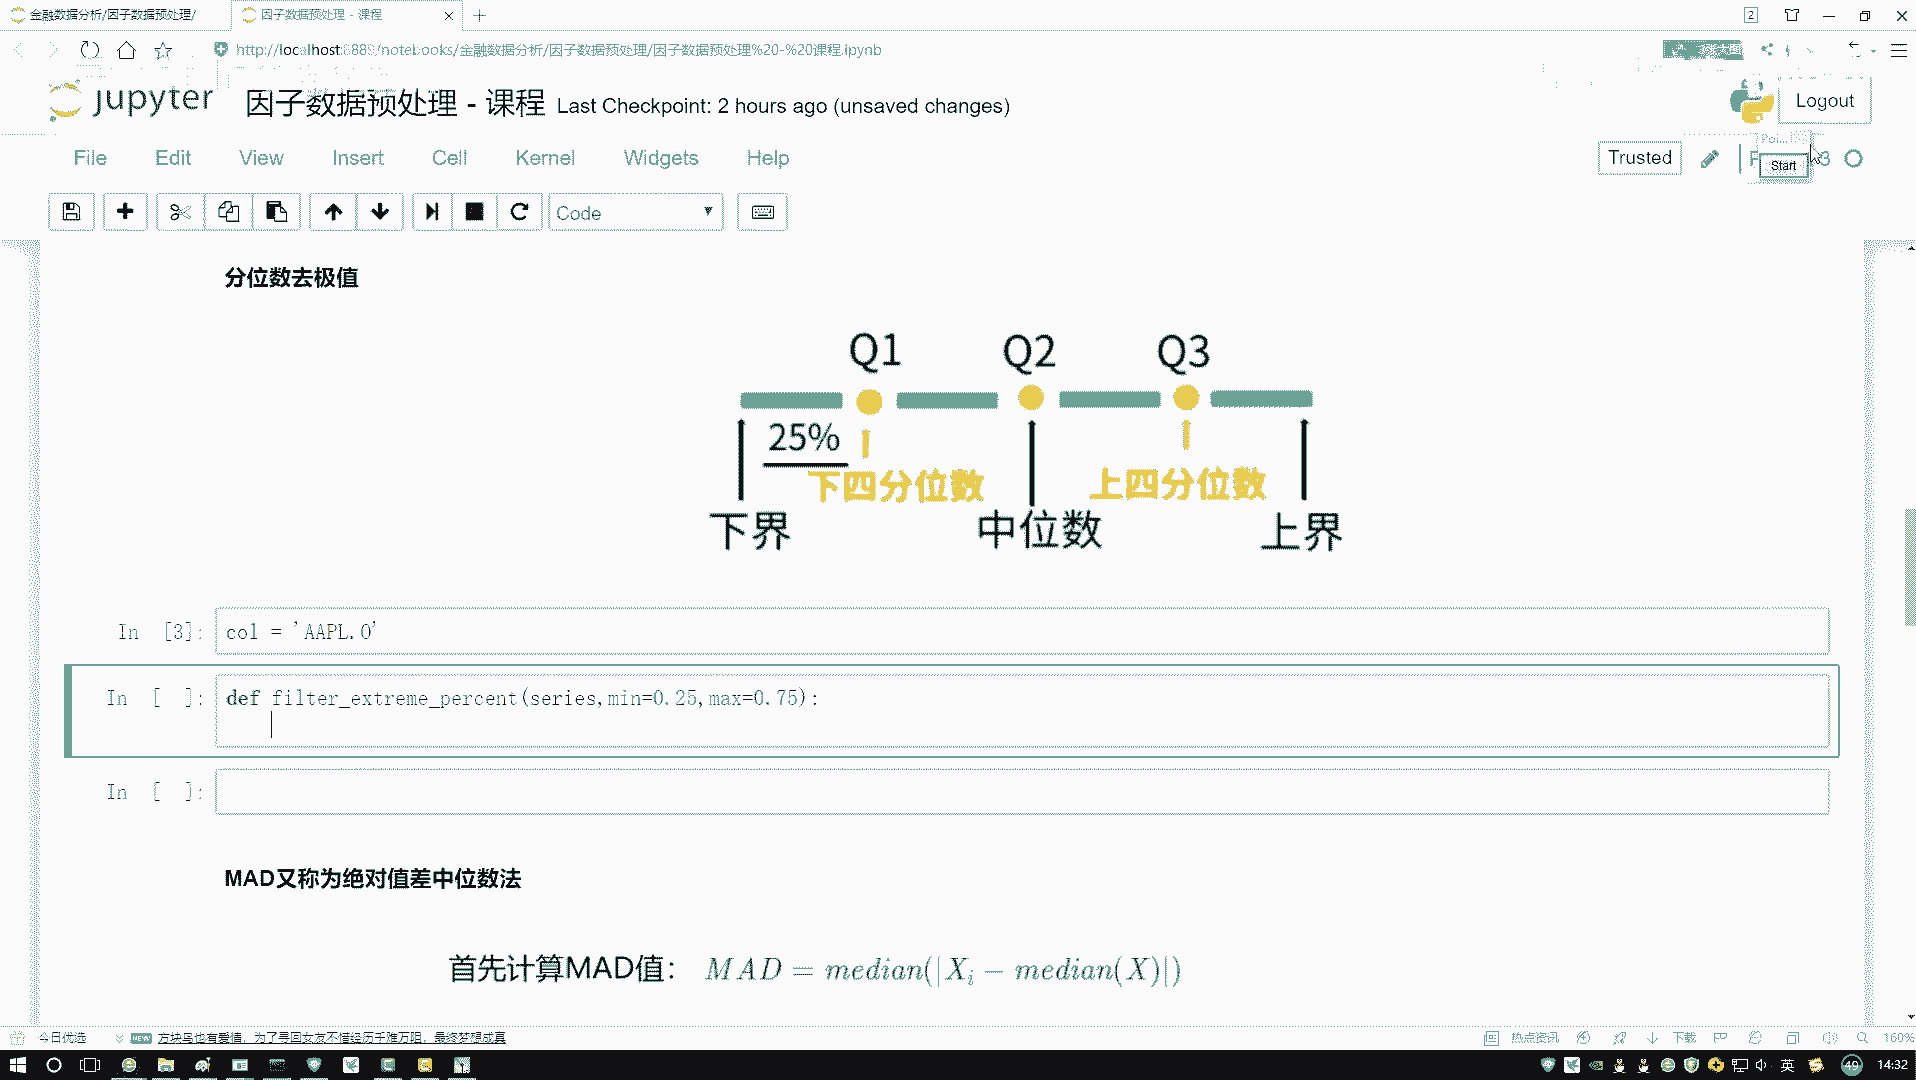 金融数据分析/因子数据预处理/
因子数据预处理 - 课程
2
http://localhost:8889/notebooks/金融数据分析/因子数据预处理/因子数据预处理%20-%20课程.ipynb
jupyter 因子数据预处理 - 课程 Last Checkpoint: 2 hours ago (unsaved changes)
Logout
File Edit View Insert Cell Kernel Widgets Help
Trusted
Start
3
Code
分位数去极值
Q1 Q2 Q3
25%
下四分位数 上四分位数
下界 中位数 上界
In [3]: col = 'AAPL.O'
In [ ]: def filter_extreme_percent(series,min=0.25,max=0.75):
In [ ]:
MAD又称为绝对值差中位数法
首先计算MAD值： MAD = median(|Xi − median(X)|)
今日优选
NEW 方块鸟也有爱情，为了寻回女友不惜经历千难万阻，最终梦想成真
热点资讯
下载
160%
英
49
14:32